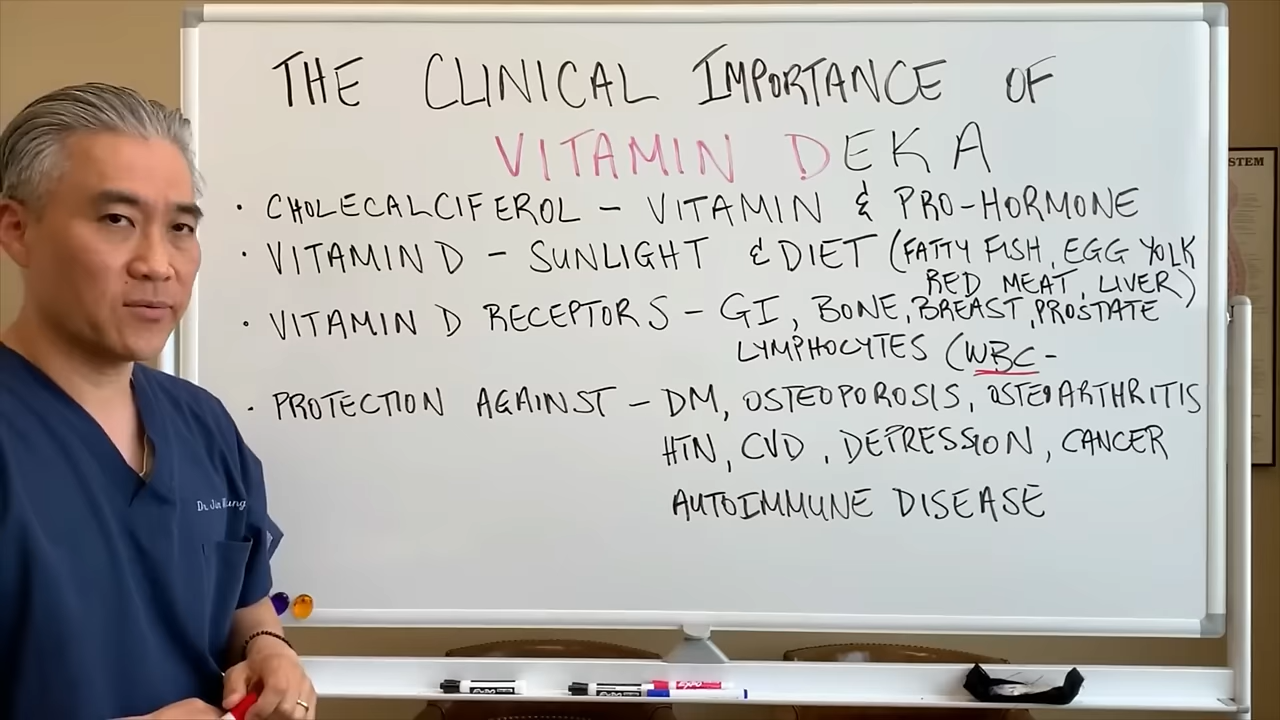 THE CLINICAL IMPORTANCE OF
VITAMIN DEKA
• CHOLECALCIFEROL – VITAMIN & PRO-HORMONE
• VITAMIN D – SUNLIGHT & DIET (FATTY FISH, EGG YOLK
RED MEAT, LIVER)
• VITAMIN D RECEPTORS – GI, BONE, BREAST, PROSTATE
LYMPHOCYTES (WBC -
• PROTECTION AGAINST – DM, OSTEOPOROSIS, OSTEOARTHRITIS
HTN, CVD, DEPRESSION, CANCER
AUTOIMMUNE DISEASE
Dr.
STEM
EXPO